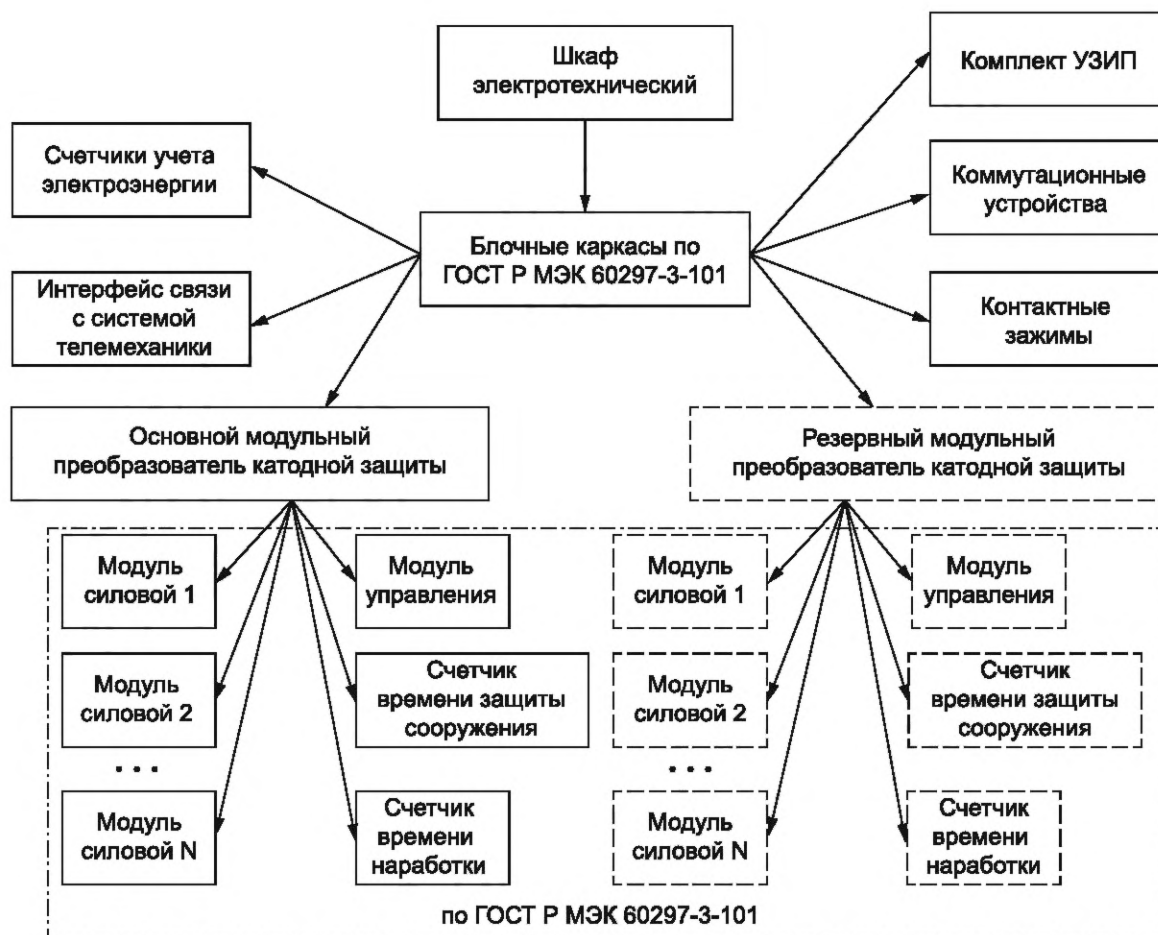 Шкаф
электротехнический
Комплект УЗИП
Счетчики учета
электроэнергии
Коммутационные
устройства
Блочные каркасы по
ГОСТ Р МЭК 60297-3-101
Интерфейс связи
с системой
телемеханики
Контактные
зажимы
Основной модульный
преобразователь катодной защиты
Резервный модульный
преобразователь катодной защиты
Модуль
силовой 1
Модуль
управления
Модуль
силовой 1
Модуль
управления
Модуль
силовой 2
Счетчик
времени защиты
сооружения
Модуль
силовой 2
Счетчик
времени защиты
сооружения
...
...
Модуль
силовой N
Счетчик
времени
наработки
Модуль
силовой N
Счетчик
времени
наработки
по ГОСТ Р МЭК 60297-3-101